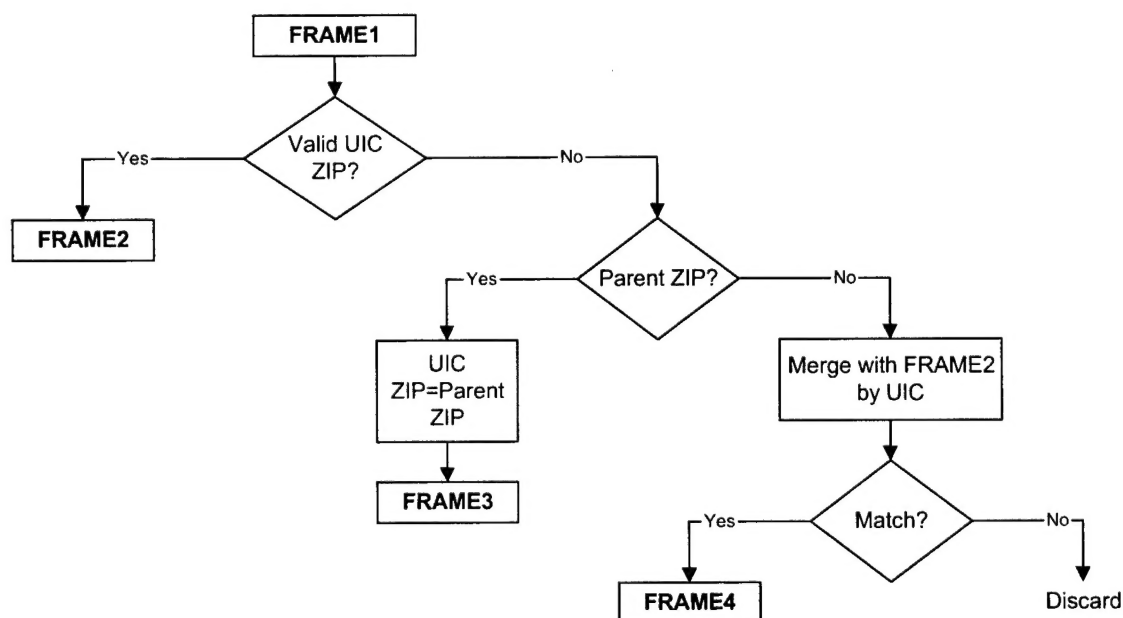 FRAME1
Valid UIC
ZIP?
Yes
No
FRAME2
Parent ZIP?
Yes
No
UIC
ZIP=Parent
ZIP
Merge with FRAME2
by UIC
FRAME3
Match?
Yes
No
FRAME4
Discard